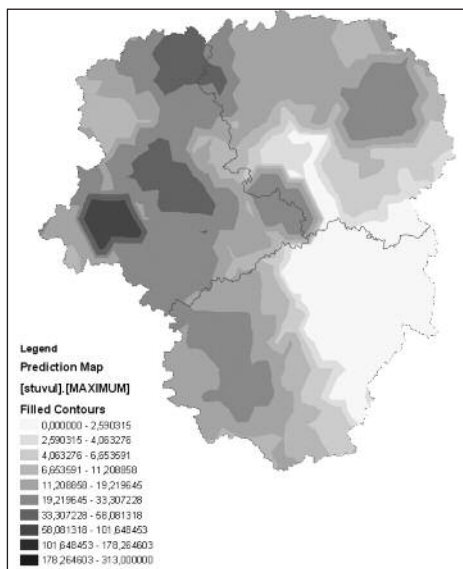 Legend
Prediction Map
[stuvul].[MAXIMUM]
Filled Contours
0,000000 - 2,590315
2,590315 - 4,063276
4,063276 - 6,653591
6,653591 - 11,208858
11,208858 - 19,219645
19,219645 - 33,307228
33,307228 - 58,081318
58,081318 - 101,648453
101,648453 - 178,264603
178,264603 - 313,000000